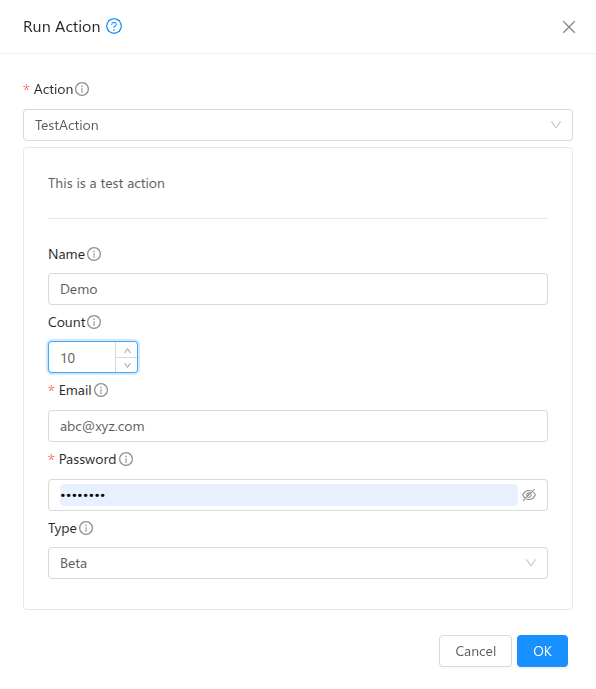 Run Action
* Action
TestAction
This is a test action
Name
Demo
Count
10
* Email
abc@xyz.com
* Password
••••••••
Type
Beta
Cancel OK